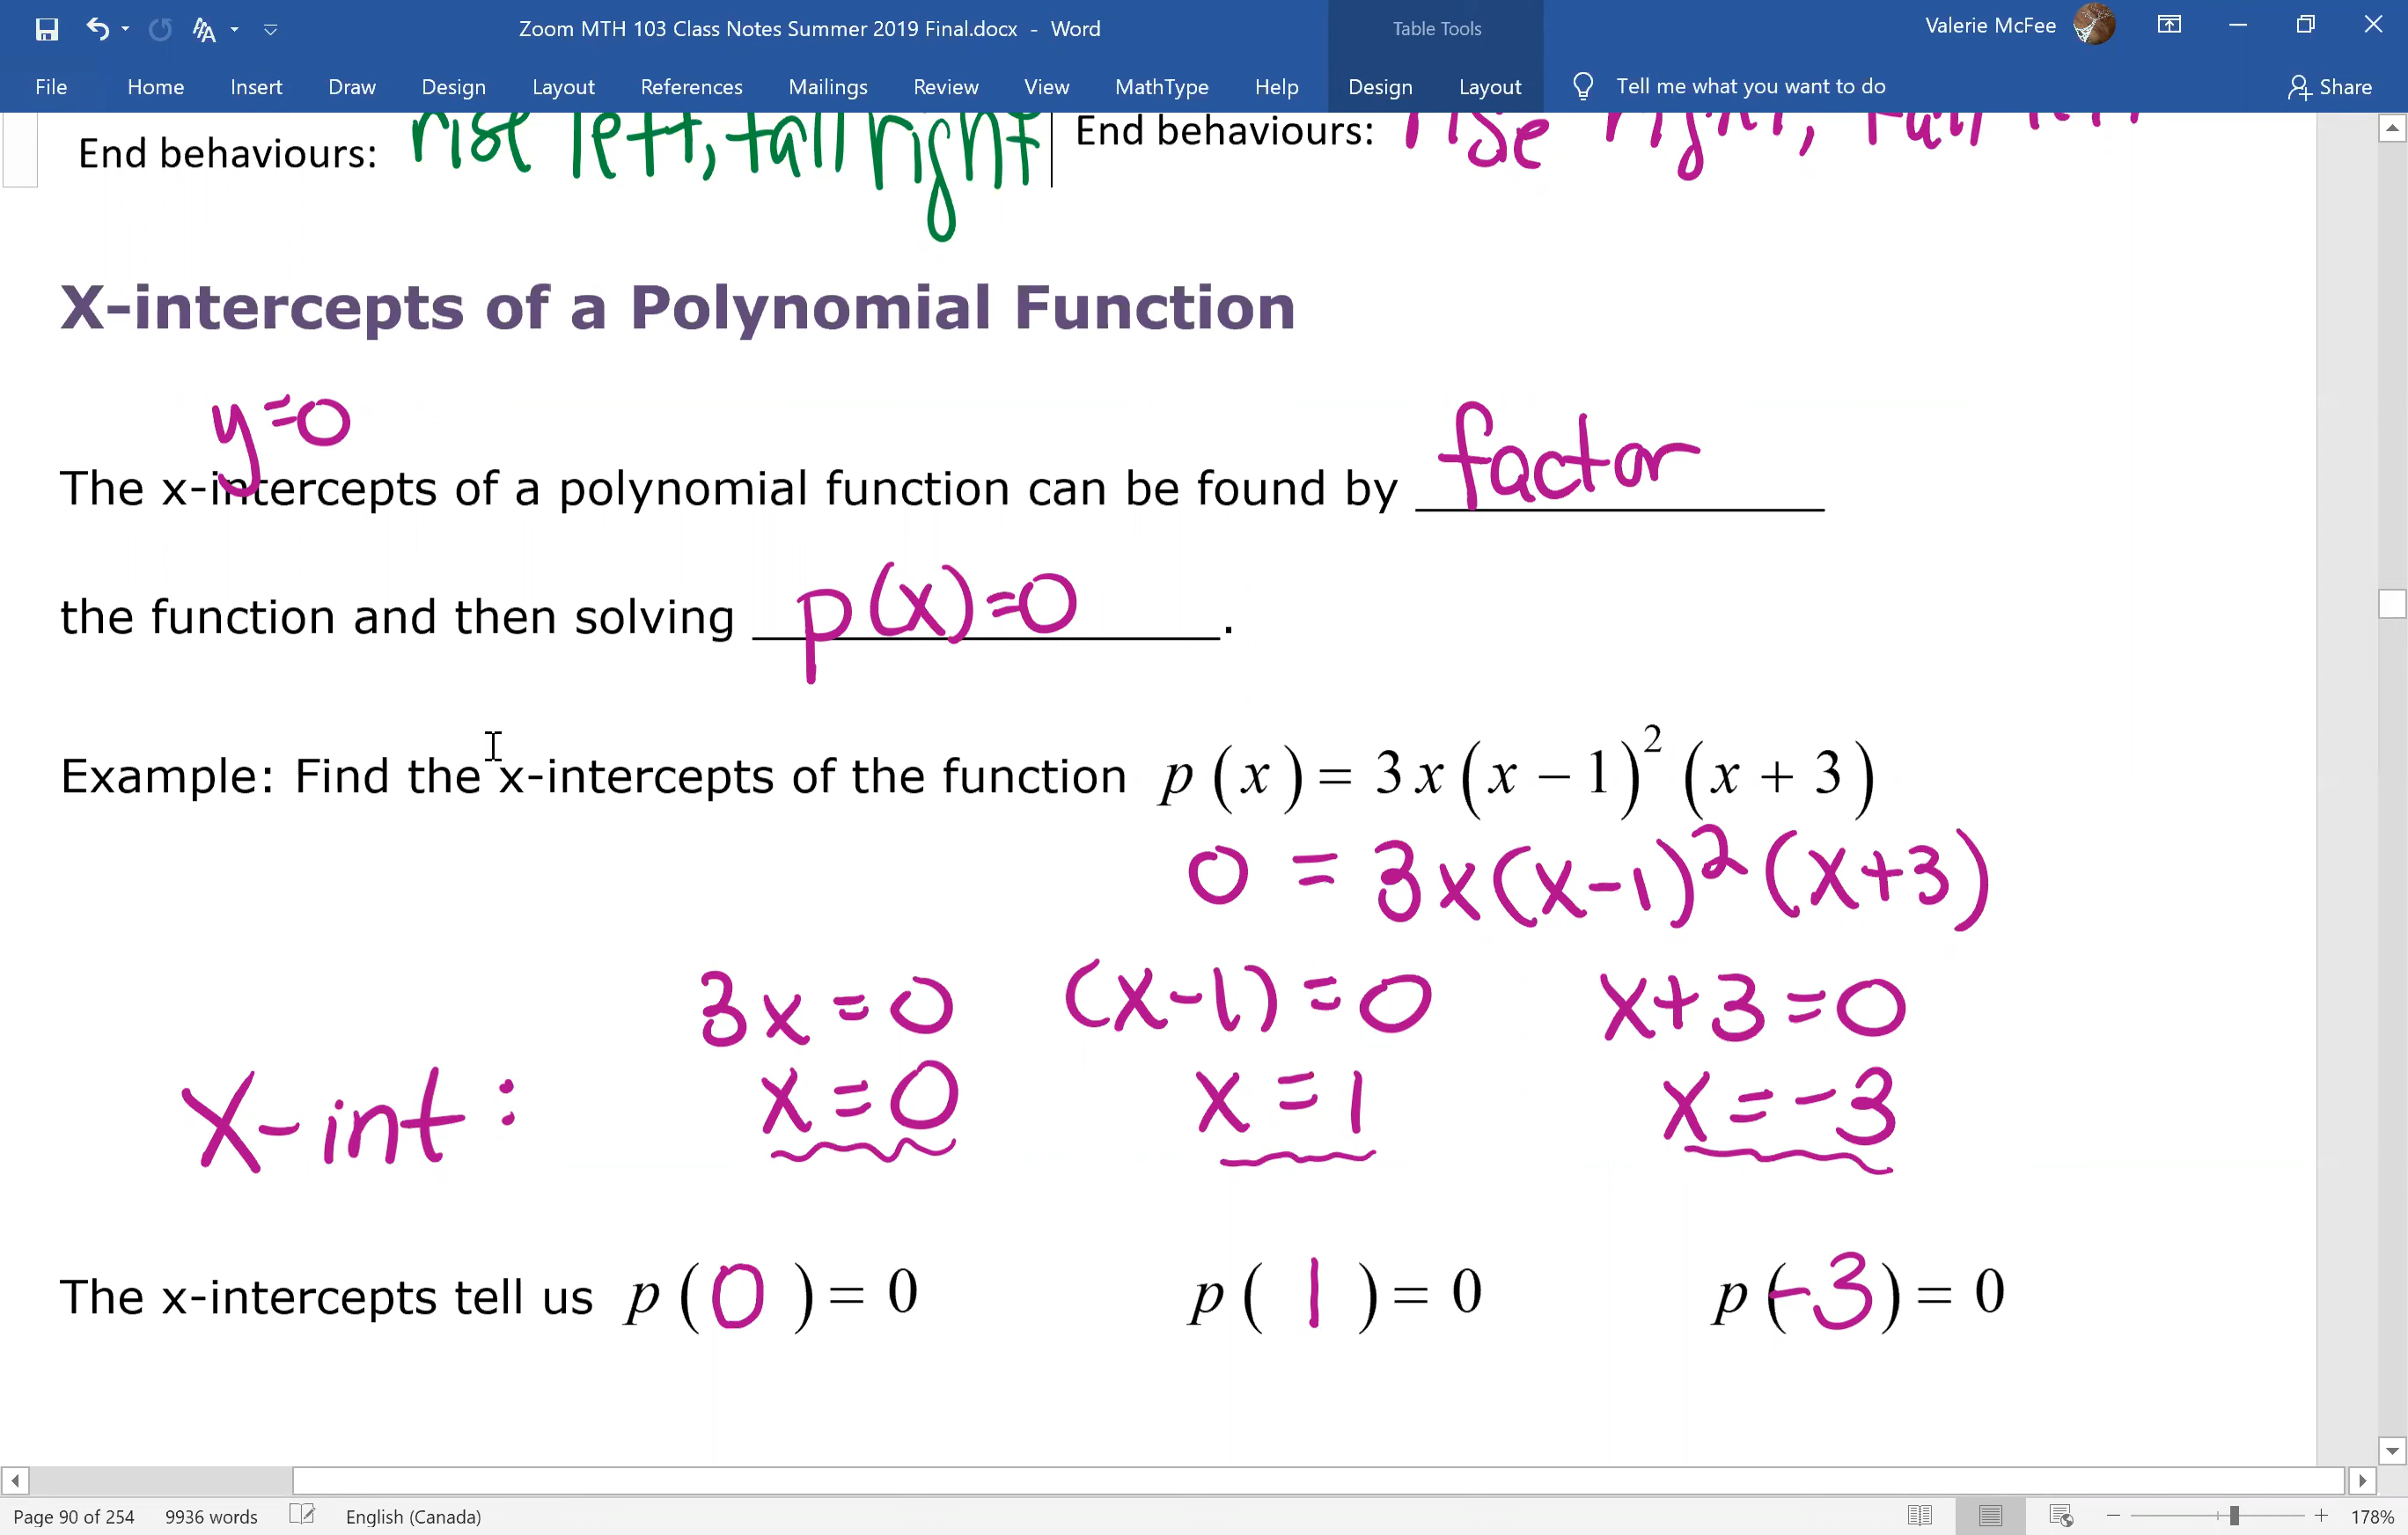 Zoom MTH 103 Class Notes Summer 2019 Final.docx - Word
Table Tools
Valerie McFee
File Home Insert Draw Design Layout References Mailings Review View MathType Help Design Layout Tell me what you want to do Share
End behaviours: rise left, fall right
End behaviours: rise right, fall left
X-intercepts of a Polynomial Function
y=0
The x-intercepts of a polynomial function can be found by factor
the function and then solving p(x)=0.
Example: Find the x-intercepts of the function p(x) = 3x(x − 1)² (x + 3)
0 = 3x(x-1)²(x+3)
3x=0 (x-1)=0 x+3=0
X-int: x=0 x=1 x=-3
The x-intercepts tell us p(0)= 0 p(1)= 0 p(-3)= 0
Page 90 of 254 9936 words English (Canada) 178%